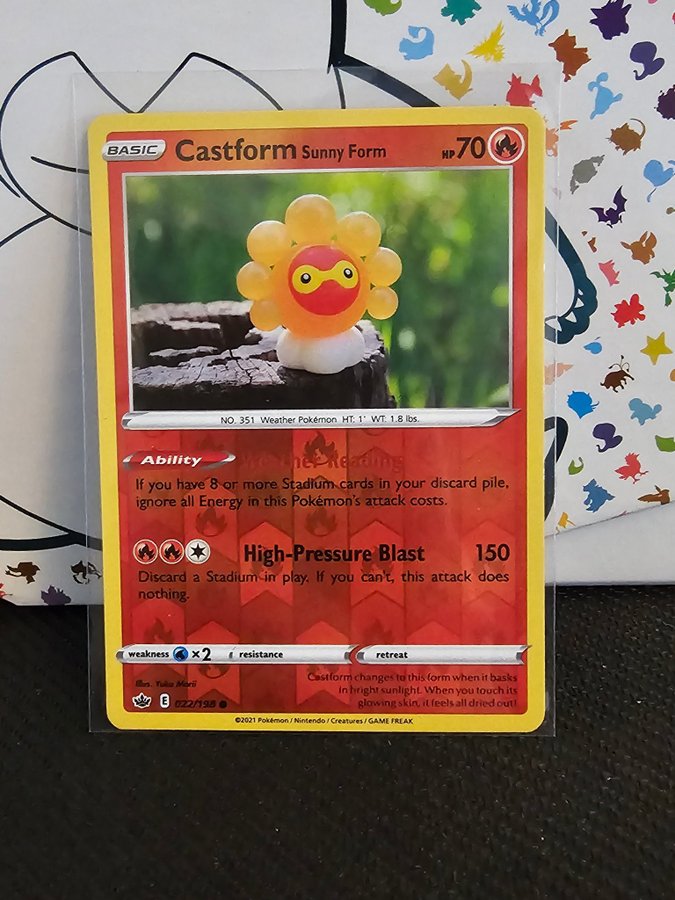 BASIC Castform Sunny Form HP 70
NO. 351 Weather Pokémon HT: 1' WT: 1.8 lbs.
Ability Weather Reading
If you have 8 or more Stadium cards in your discard pile,
ignore all Energy in this Pokémon's attack costs.
High-Pressure Blast 150
Discard a Stadium in play. If you can't, this attack does
nothing.
weakness ×2 resistance retreat
Illus. Yuka Morii
Castform changes to this form when it basks
in bright sunlight. When you touch its
glowing skin, it feels all dried out!
E 022/198
©2021 Pokémon / Nintendo / Creatures / GAME FREAK